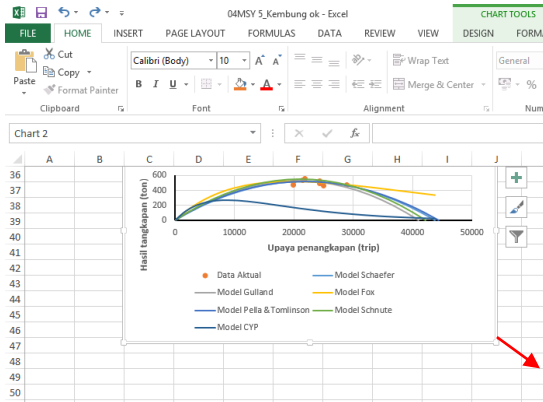 04MSY 5_Kembung ok - Excel
CHART TOOLS
FILE HOME INSERT PAGE LAYOUT FORMULAS DATA REVIEW VIEW DESIGN FORM
Paste
Cut
Copy
Format Painter
Calibri (Body) 10 A A
B I U A
Wrap Text
Merge & Center
General
%
Clipboard Font Alignment Num
Chart 2 fx
A B C D E F G H I J
36
37
38
39
40
41
42
43
44
45
46
47
48
49
50
Hasil tangkapan (ton)
600
400
200
0
0 10000 20000 30000 40000 50000
Upaya penangkapan (trip)
Data Aktual Model Schaefer
Model Gulland Model Fox
Model Pella & Tomlinson Model Schnute
Model CYP